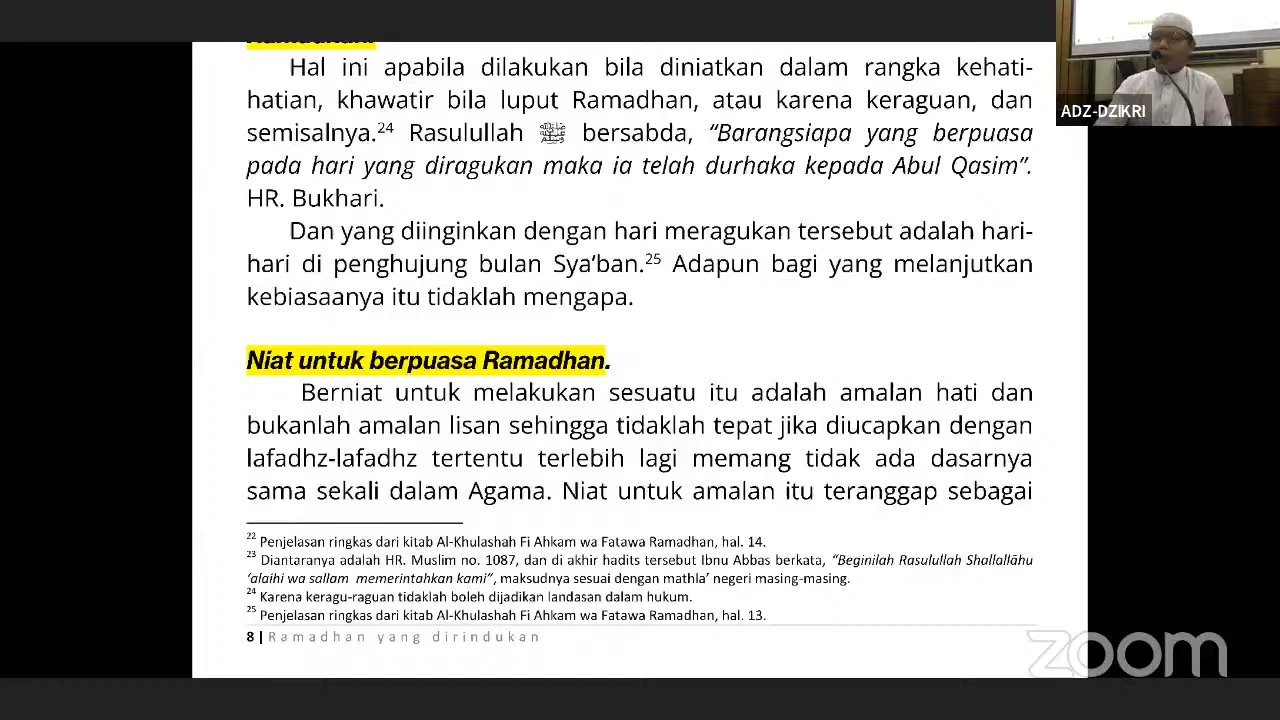 Hal ini apabila dilakukan bila diniatkan dalam rangka kehati-
hatian, khawatir bila luput Ramadhan, atau karena keraguan, dan
semisalnya.24 Rasulullah ﷺ bersabda, “Barangsiapa yang berpuasa
pada hari yang diragukan maka ia telah durhaka kepada Abul Qasim”.
HR. Bukhari.
Dan yang diinginkan dengan hari meragukan tersebut adalah hari-
hari di penghujung bulan Sya’ban.25 Adapun bagi yang melanjutkan
kebiasaanya itu tidaklah mengapa.
Niat untuk berpuasa Ramadhan.
Berniat untuk melakukan sesuatu itu adalah amalan hati dan
bukanlah amalan lisan sehingga tidaklah tepat jika diucapkan dengan
lafadhz-lafadhz tertentu terlebih lagi memang tidak ada dasarnya
sama sekali dalam Agama. Niat untuk amalan itu teranggap sebagai
22 Penjelasan ringkas dari kitab Al-Khulashah Fi Ahkam wa Fatawa Ramadhan, hal. 14.
23 Diantaranya adalah HR. Muslim no. 1087, dan di akhir hadits tersebut Ibnu Abbas berkata, “Beginilah Rasulullah Shallallāhu
‘alaihi wa sallam memerintahkan kami”, maksudnya sesuai dengan mathla’ negeri masing-masing.
24 Karena keragu-raguan tidaklah boleh dijadikan landasan dalam hukum.
25 Penjelasan ringkas dari kitab Al-Khulashah Fi Ahkam wa Fatawa Ramadhan, hal. 13.
8 | Ramadhan yang dirindukan
ADZ-DZIKRI
zoom